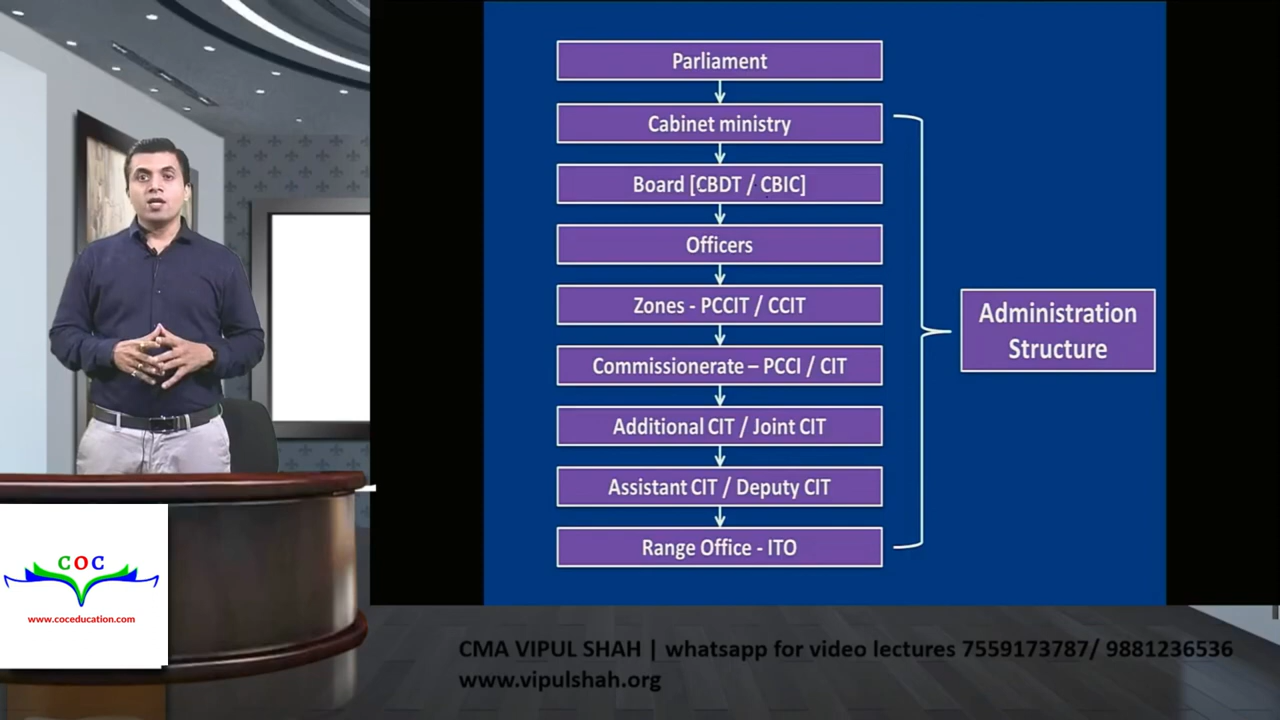 Parliament
Cabinet ministry
Board [CBDT / CBIC]
Officers
Zones - PCCIT / CCIT
Commissionerate – PCCI / CIT
Additional CIT / Joint CIT
Assistant CIT / Deputy CIT
Range Office - ITO
Administration
Structure
COC
www.coceducation.com
CMA VIPUL SHAH | whatsapp for video lectures 7559173787/ 9881236536
www.vipulshah.org